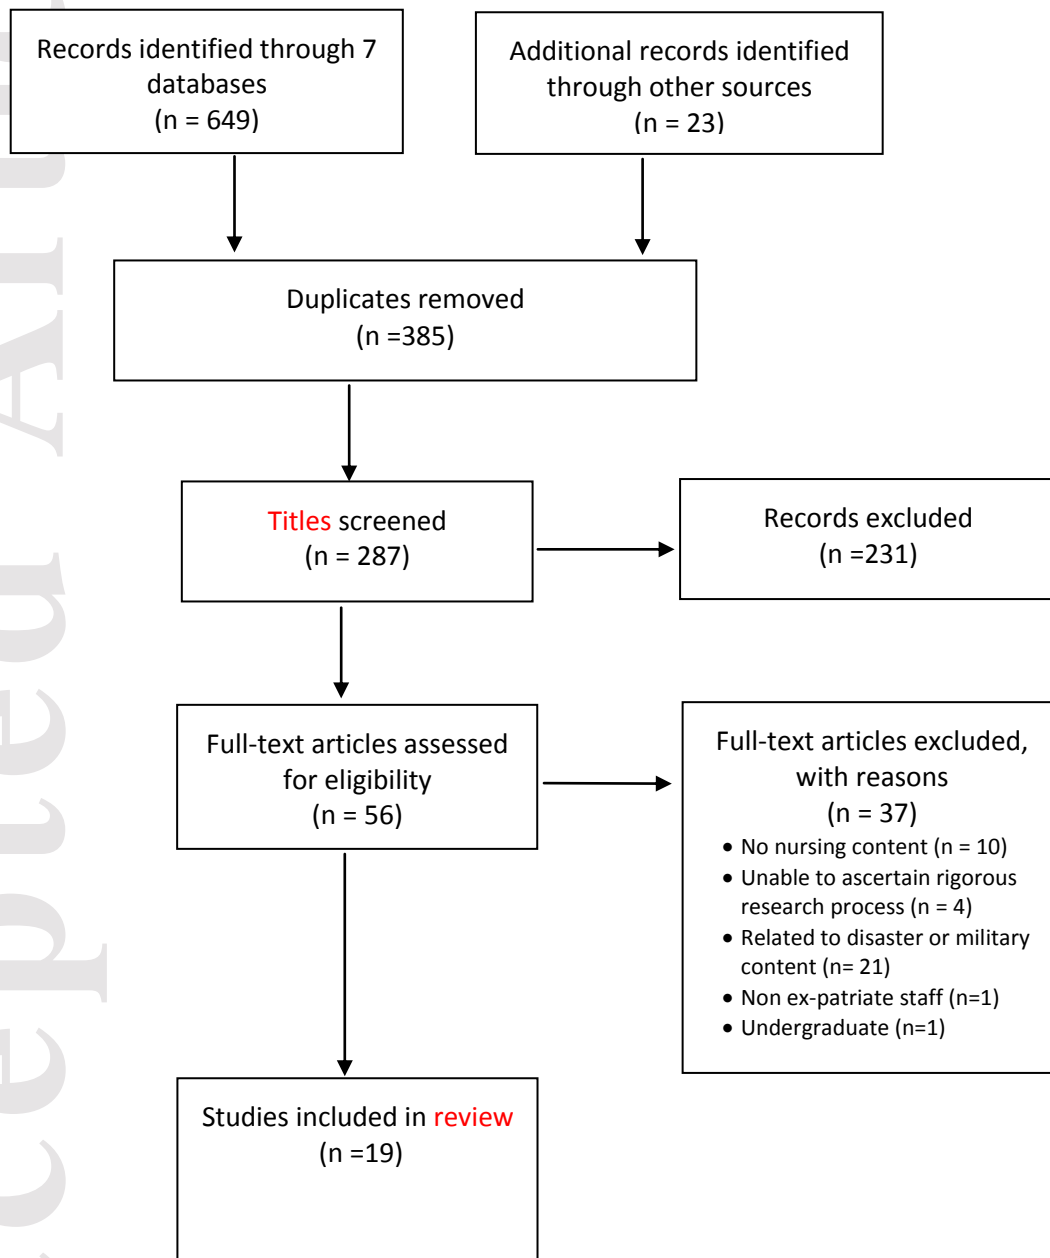 Records identified through 7
databases
(n = 649)
Additional records identified
through other sources
(n = 23)
Duplicates removed
(n =385)
Titles screened
(n = 287)
Records excluded
(n =231)
Full-text articles assessed
for eligibility
(n = 56)
Full-text articles excluded,
with reasons
(n = 37)
• No nursing content (n = 10)
• Unable to ascertain rigorous
research process (n = 4)
• Related to disaster or military
content (n= 21)
• Non ex-patriate staff (n=1)
• Undergraduate (n=1)
Studies included in review
(n =19)